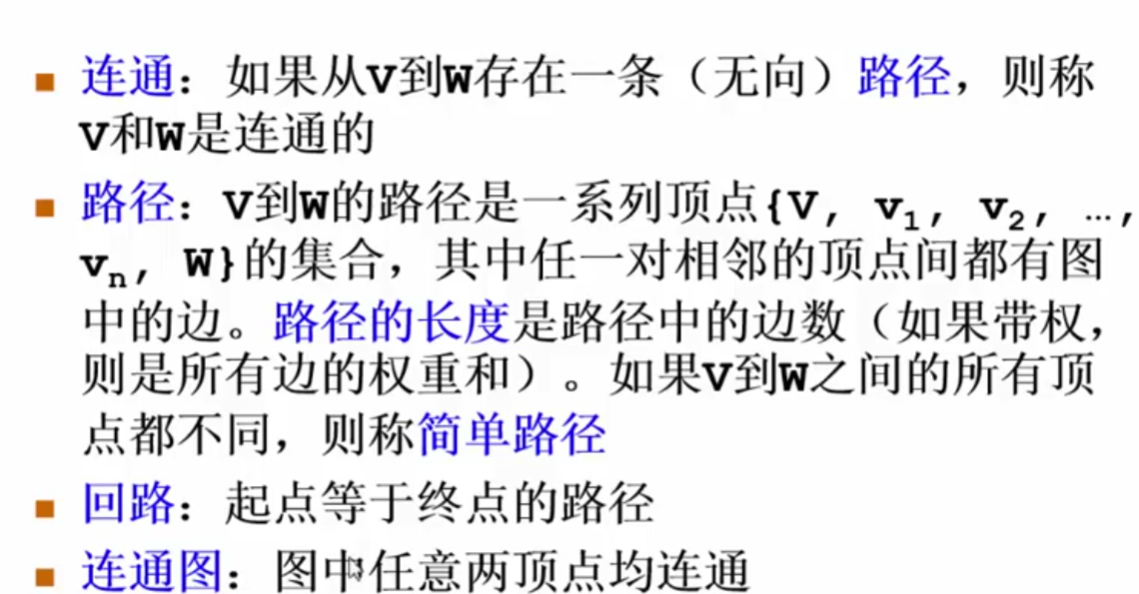 ■ 连通：如果从V到W存在一条（无向）路径，则称
V和W是连通的
■ 路径：V到W的路径是一系列顶点{V, v₁, v₂, …,
vₙ, W}的集合，其中任一对相邻的顶点间都有图
中的边。路径的长度是路径中的边数（如果带权，
则是所有边的权重和）。如果V到W之间的所有顶
点都不同，则称简单路径
■ 回路：起点等于终点的路径
■ 连通图：图中任意两顶点均连通